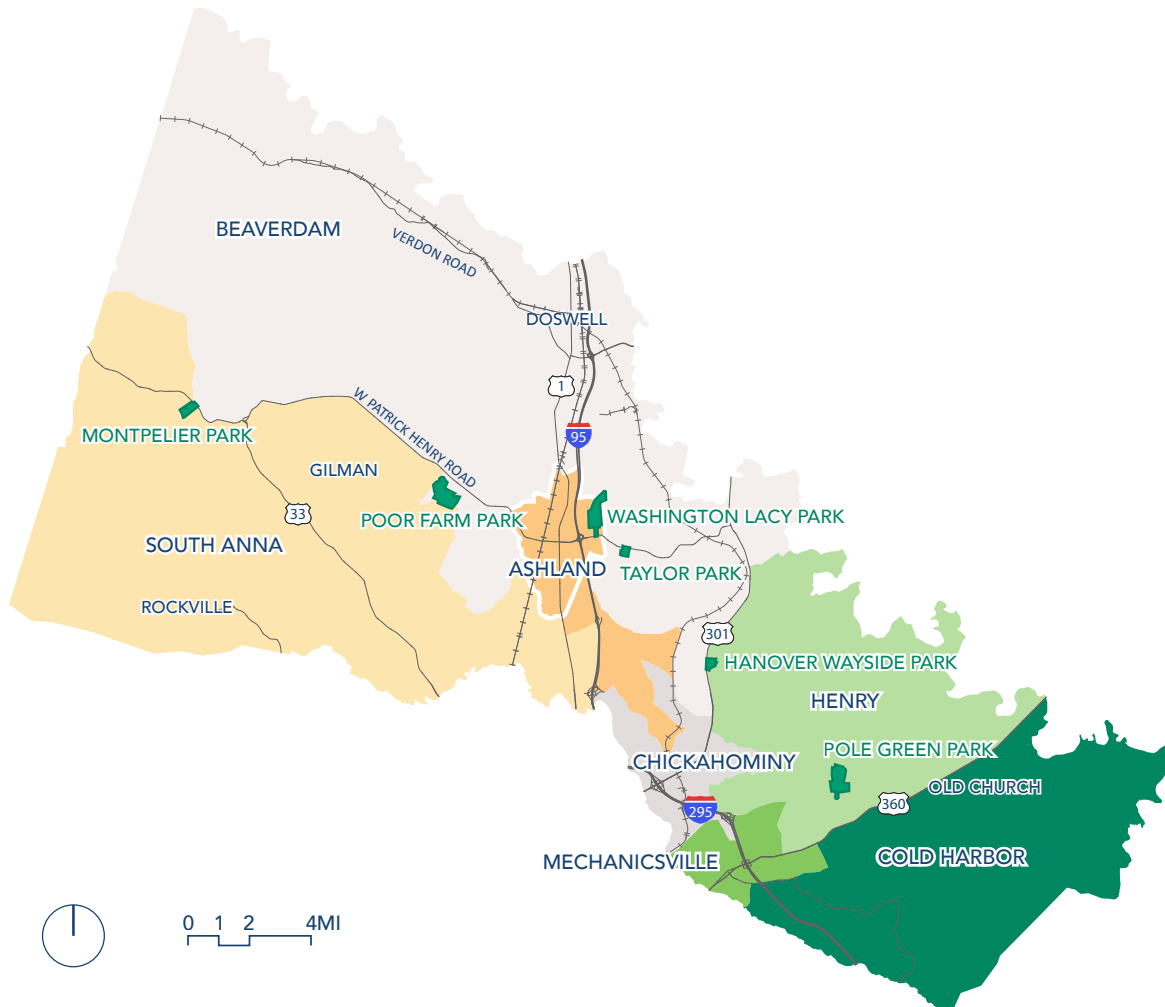 BEAVERDAM
VERDON ROAD
DOSWELL
1
W PATRICK HENRY ROAD
95
MONTPELIER PARK
GILMAN
33
POOR FARM PARK
WASHINGTON LACY PARK
SOUTH ANNA
ASHLAND
TAYLOR PARK
ROCKVILLE
301
HANOVER WAYSIDE PARK
HENRY
POLE GREEN PARK
CHICKAHOMINY
OLD CHURCH
360
295
MECHANICSVILLE
COLD HARBOR
0 1 2 4MI